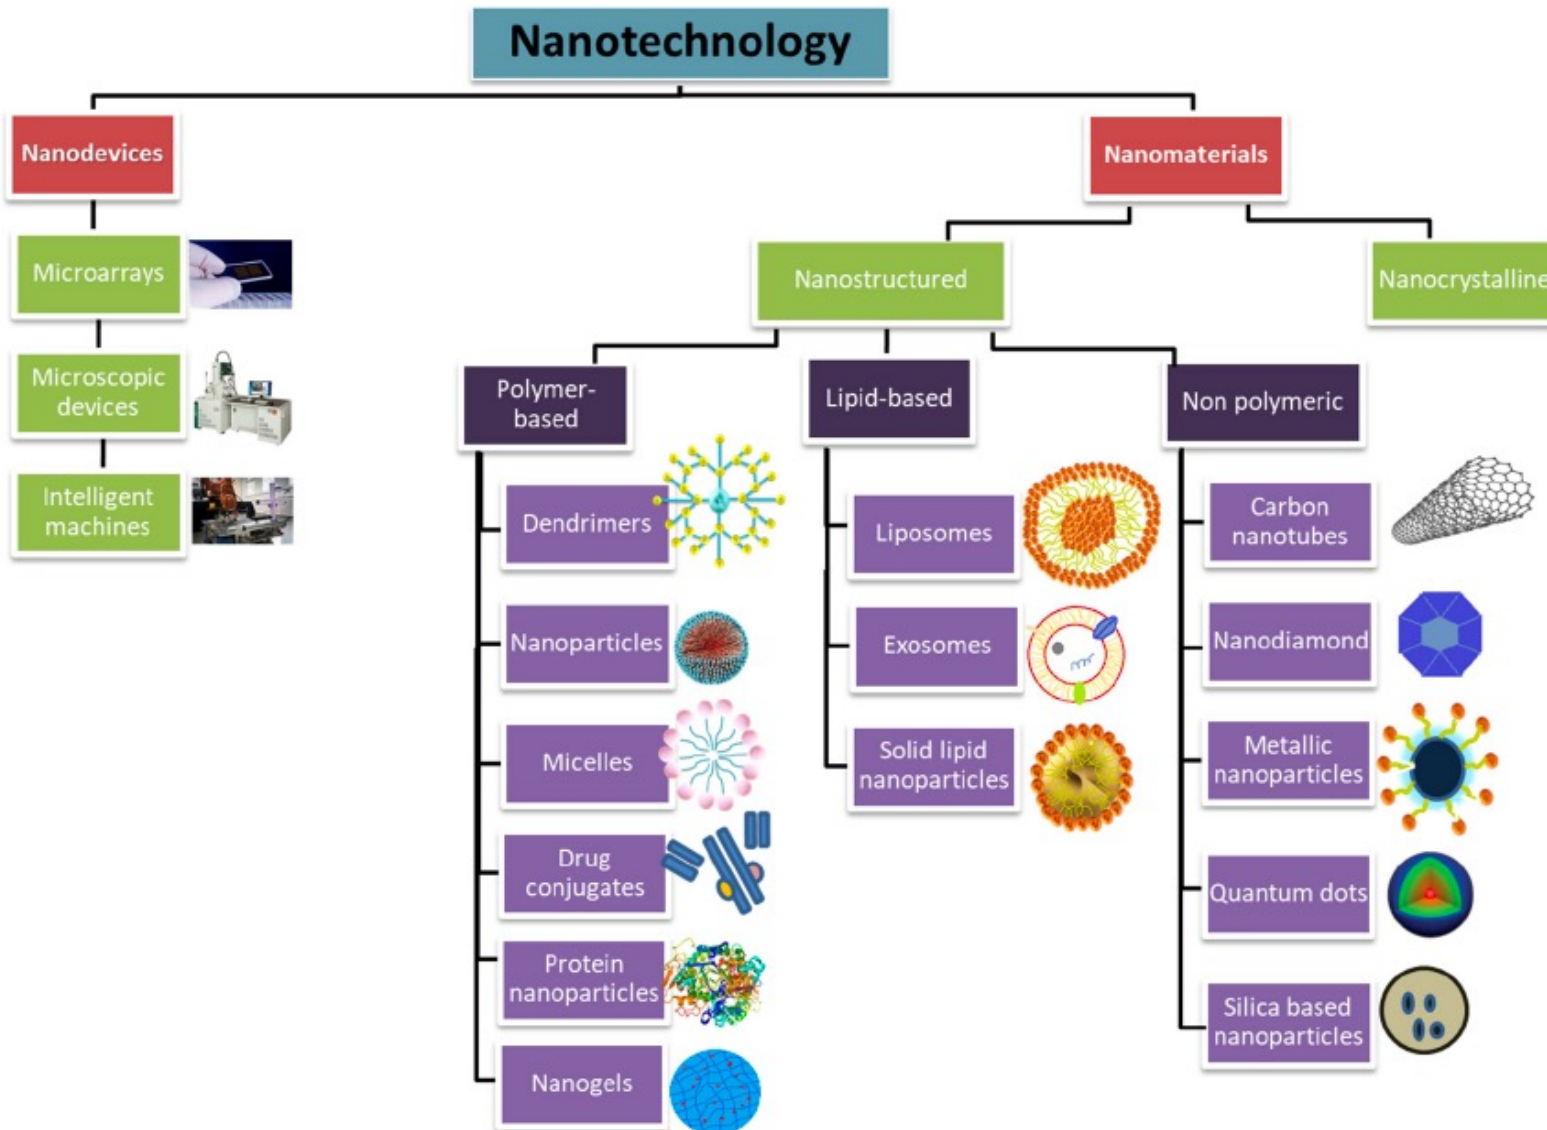 Nanotechnology
Nanodevices
Nanomaterials
Microarrays
Microscopic
devices
Intelligent
machines
Nanostructured
Nanocrystalline
Polymer-
based
Lipid-based
Non polymeric
Dendrimers
Nanoparticles
Micelles
Drug
conjugates
Protein
nanoparticles
Nanogels
Liposomes
Exosomes
Solid lipid
nanoparticles
Carbon
nanotubes
Nanodiamond
Metallic
nanoparticles
Quantum dots
Silica based
nanoparticles